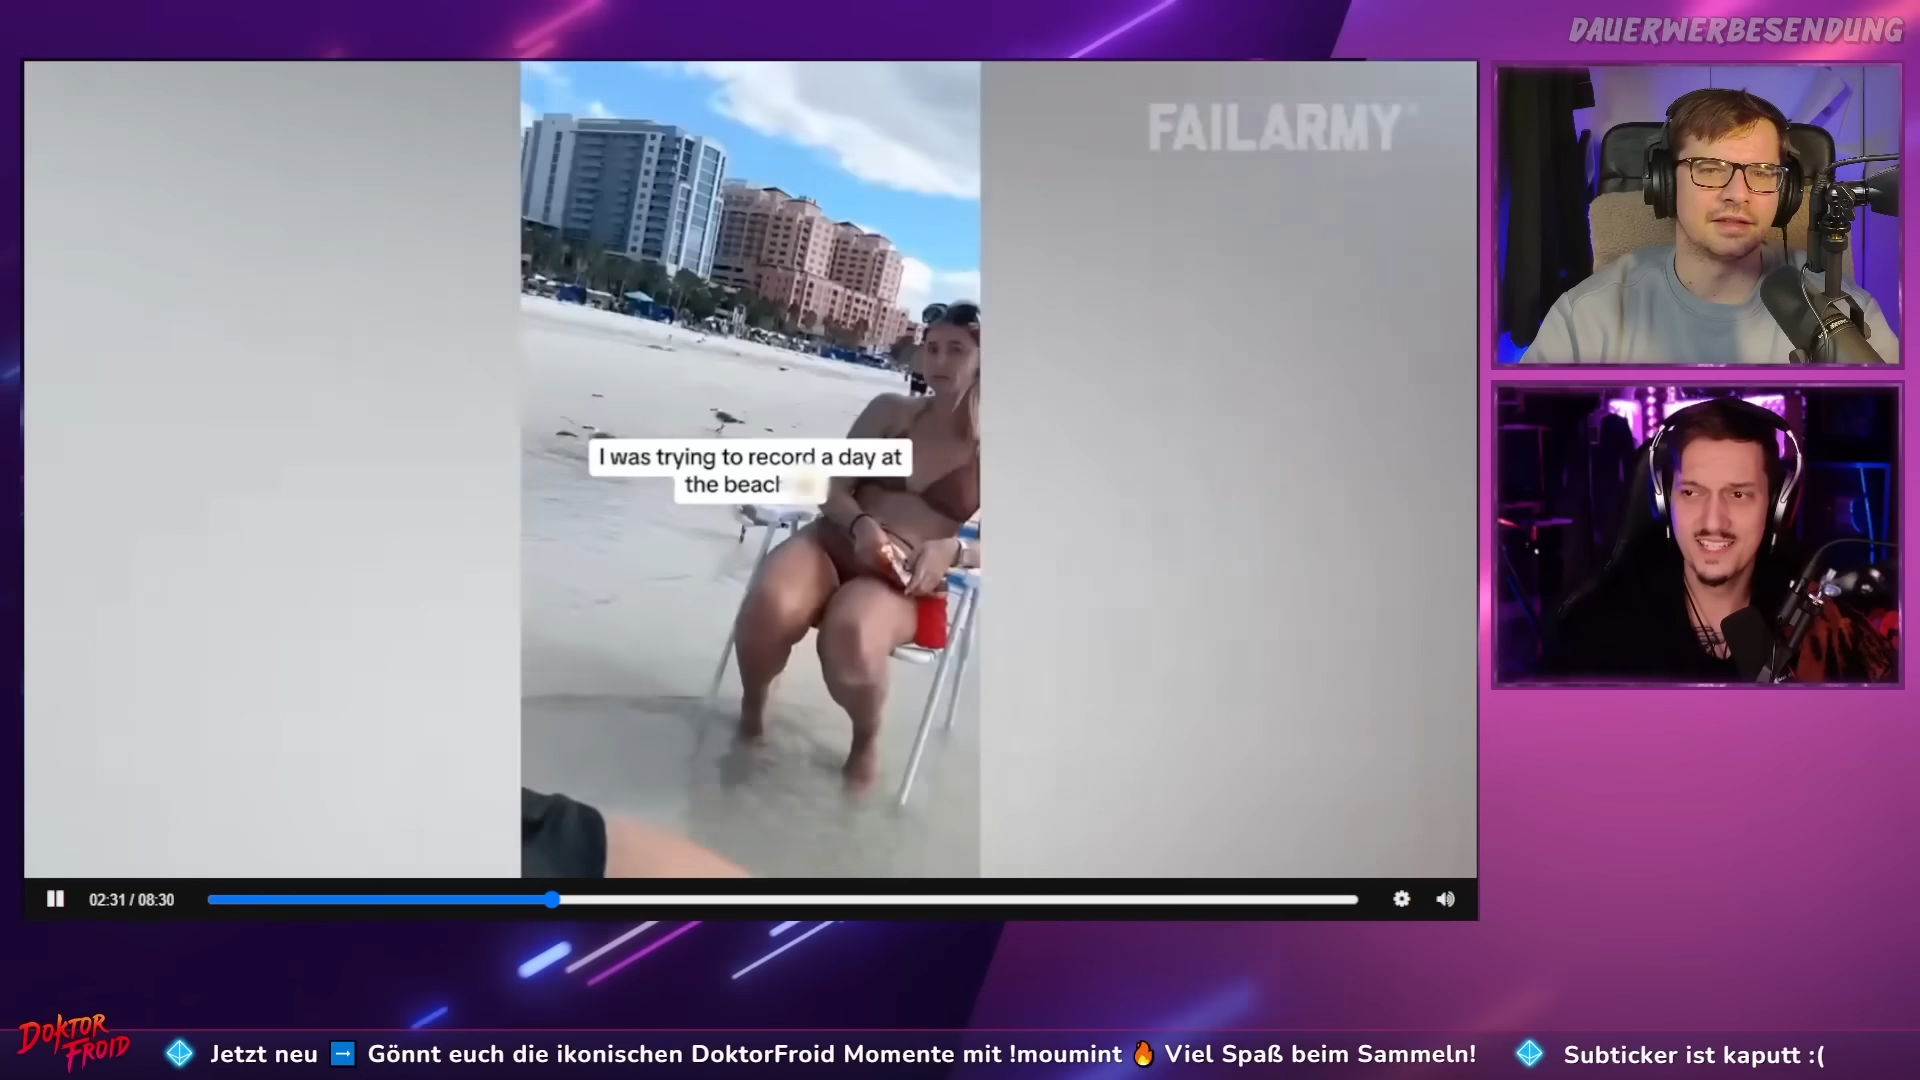 DAUERWERBESENDUNG
FAILARMY
I was trying to record a day at
the beach
02:31 / 08:30
DOKTOR
FROID
Jetzt neu ➡ Gönnt euch die ikonischen DoktorFroid Momente mit !moumint 🔥 Viel Spaß beim Sammeln!
Subticker ist kaputt :(